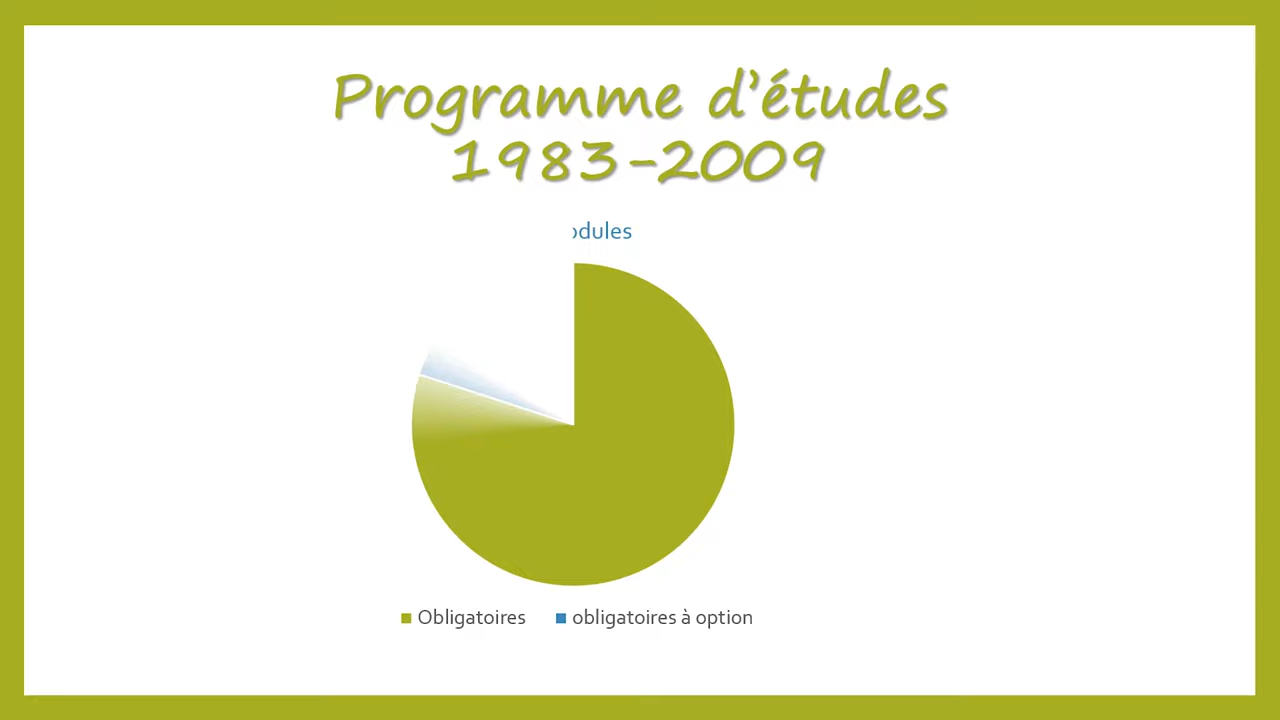 Programme d’études
1983-2009
odules
Obligatoires
obligatoires à option